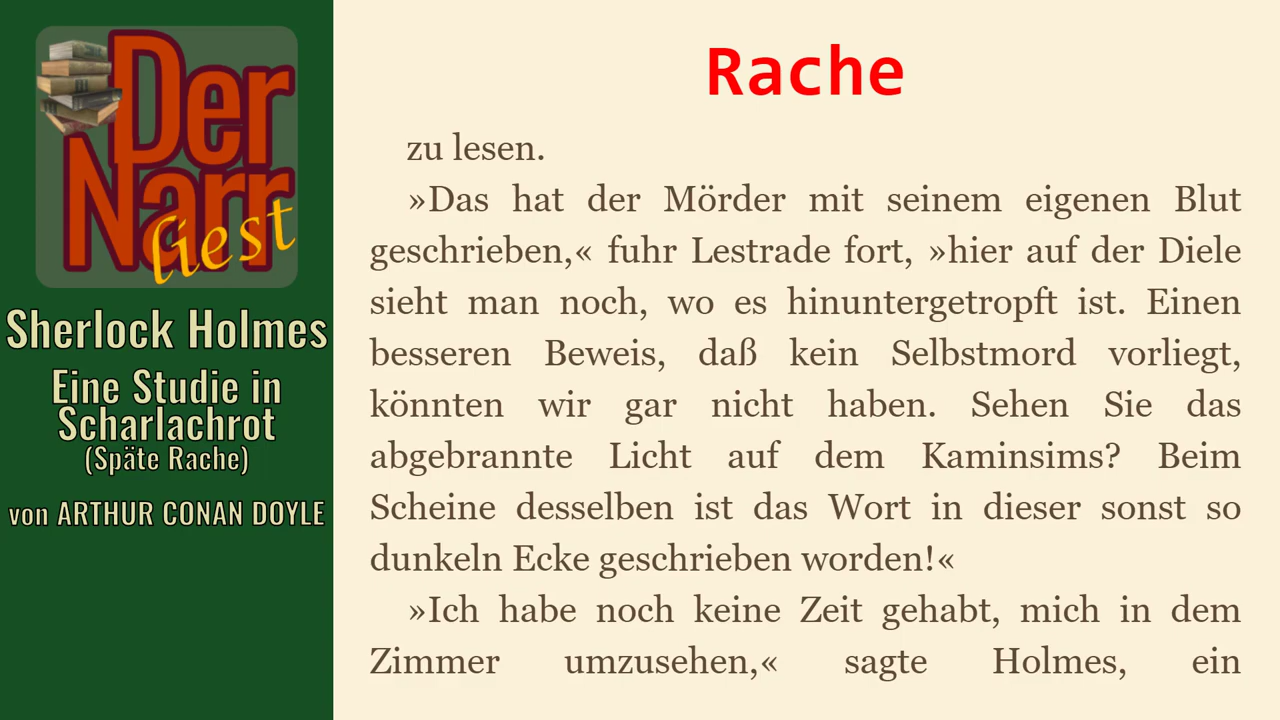 Der
Narr
liest
Sherlock Holmes
Eine Studie in
Scharlachrot
(Späte Rache)
von ARTHUR CONAN DOYLE
Rache
zu lesen.
»Das hat der Mörder mit seinem eigenen Blut
geschrieben,« fuhr Lestrade fort, »hier auf der Diele
sieht man noch, wo es hinuntergetropft ist. Einen
besseren Beweis, daß kein Selbstmord vorliegt,
könnten wir gar nicht haben. Sehen Sie das
abgebrannte Licht auf dem Kaminsims? Beim
Scheine desselben ist das Wort in dieser sonst so
dunkeln Ecke geschrieben worden!«
»Ich habe noch keine Zeit gehabt, mich in dem
Zimmer umzusehen,« sagte Holmes, ein